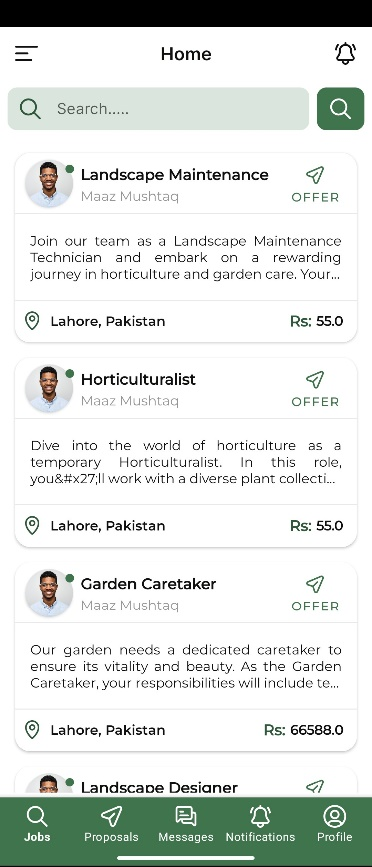 Home
Search.....
Landscape Maintenance
Maaz Mushtaq
OFFER
Join our team as a Landscape Maintenance
Technician and embark on a rewarding
journey in horticulture and garden care. Your...
Lahore, Pakistan
Rs: 55.0
Horticulturalist
Maaz Mushtaq
OFFER
Dive into the world of horticulture as a
temporary Horticulturalist. In this role,
you&#x27;ll work with a diverse plant collecti...
Lahore, Pakistan
Rs: 55.0
Garden Caretaker
Maaz Mushtaq
OFFER
Our garden needs a dedicated caretaker to
ensure its vitality and beauty. As the Garden
Caretaker, your responsibilities will include te...
Lahore, Pakistan
Rs: 66588.0
Landscape Designer
Jobs
Proposals
Messages
Notifications
Profile